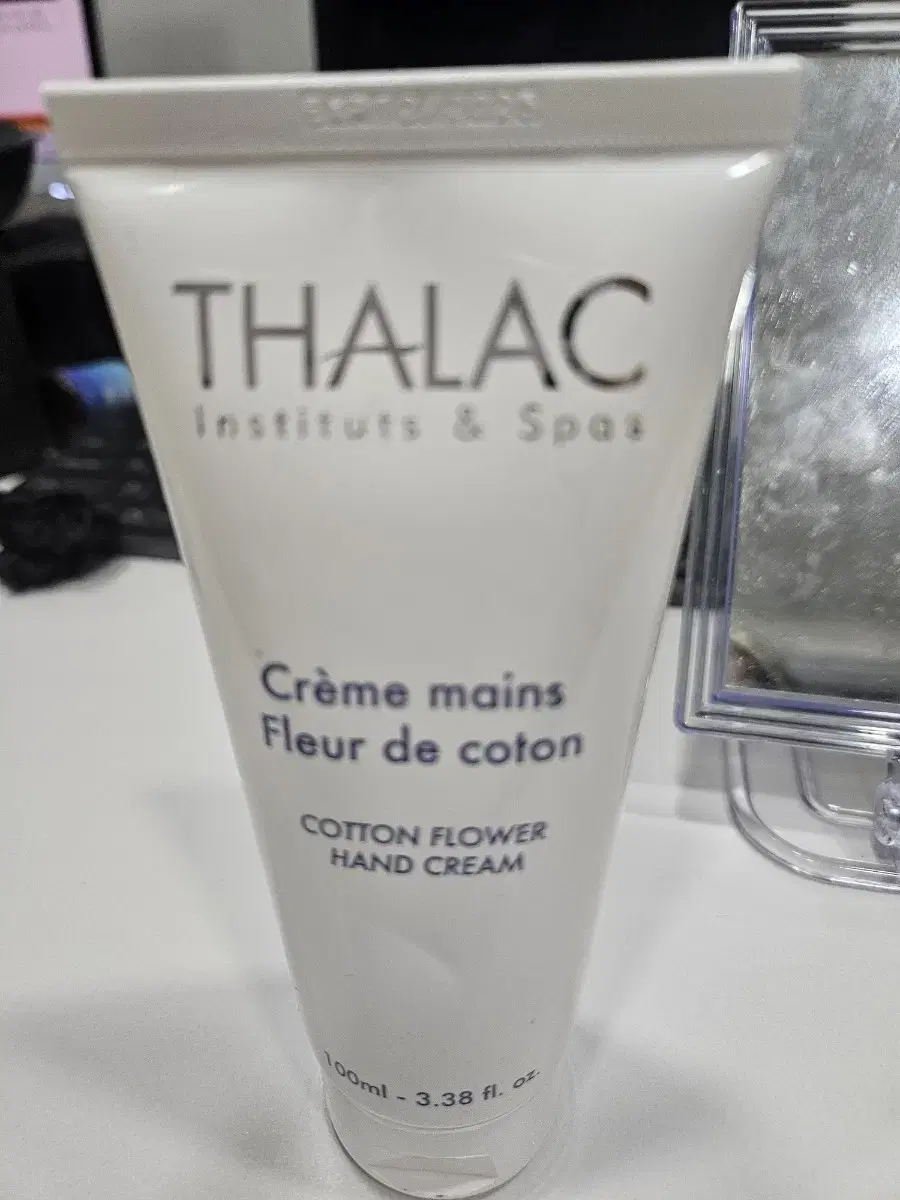 THALAC
Instituts & Spas
Crème mains
Fleur de coton
COTTON FLOWER
HAND CREAM
100ml - 3.38 fl. oz.